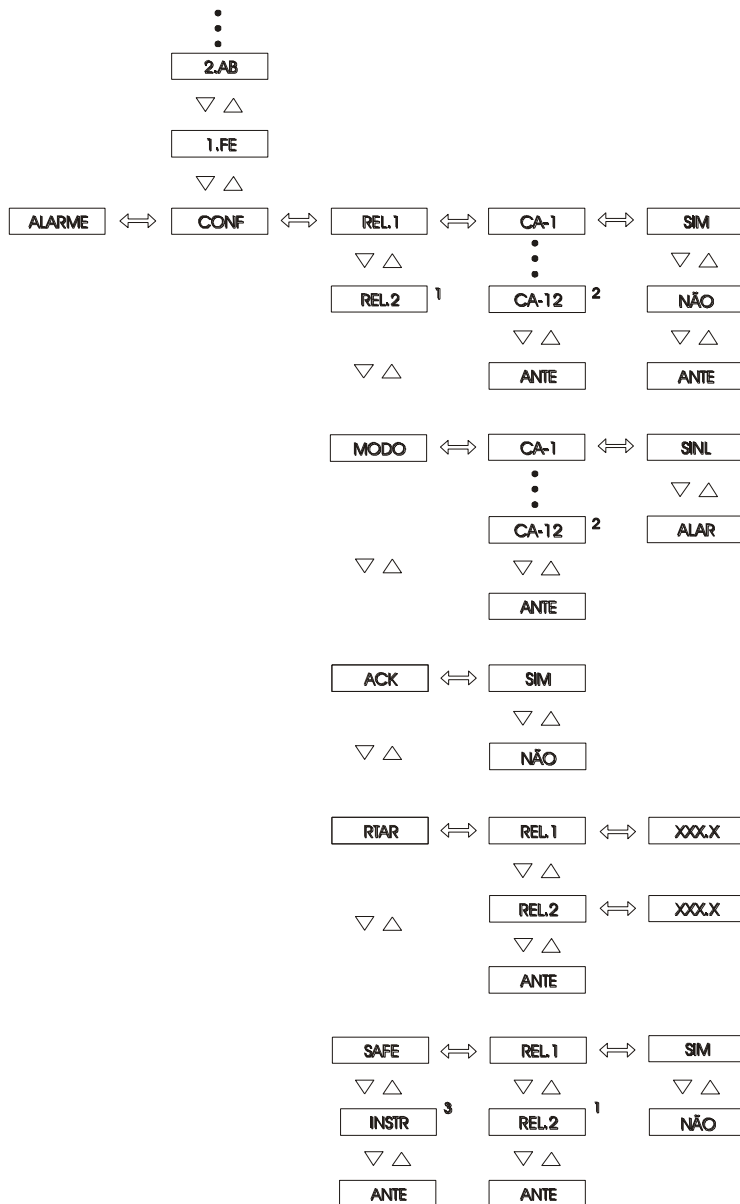 2.AB
1.FE
ALARME CONF REL.1 CA-1 SIM
REL.2 1 CA-12 2 NÃO
ANTE ANTE
MODO CA-1 SINL
CA-12 2 ALAR
ANTE
ACK SIM
NÃO
RTAR REL.1 XXX.X
REL.2 XXX.X
ANTE
SAFE REL.1 SIM
INSTR 3 REL.2 1 NÃO
ANTE ANTE